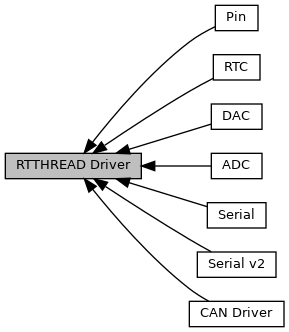 Pin
RTC
DAC
RTTHREAD Driver
ADC
Serial
Serial v2
CAN Driver